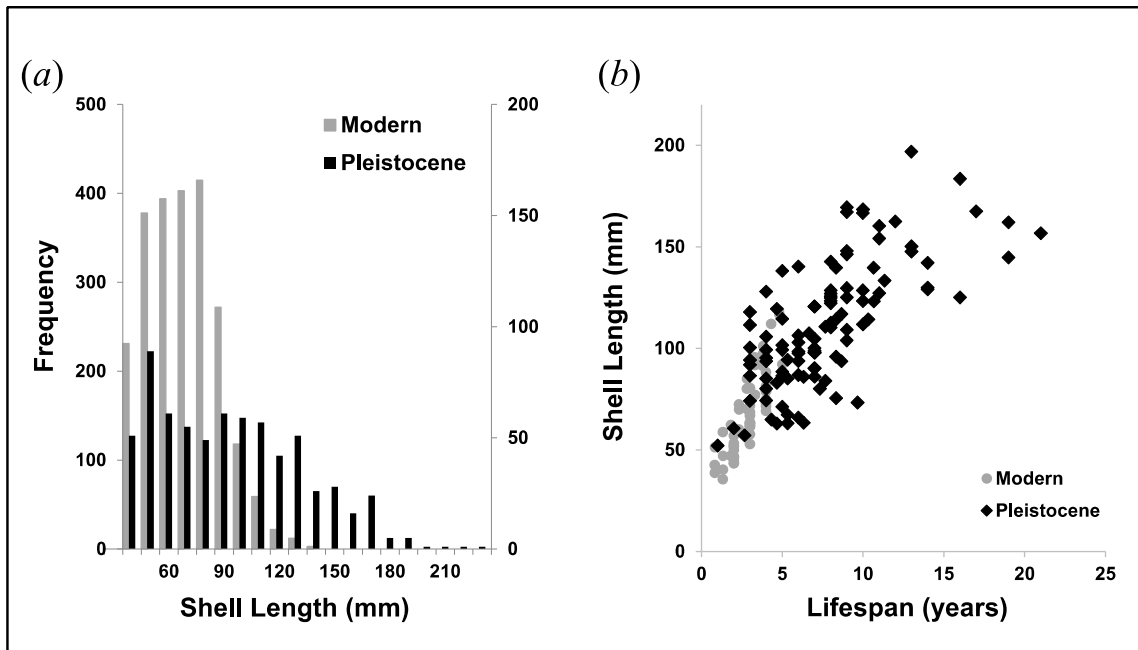 (a)
500
400
300
200
100
0
200
150
100
50
0
Modern
Pleistocene
Frequency
60 90 120 150 180 210
Shell Length (mm)
(b)
200
150
100
50
0
Shell Length (mm)
Modern
Pleistocene
0 5 10 15 20 25
Lifespan (years)